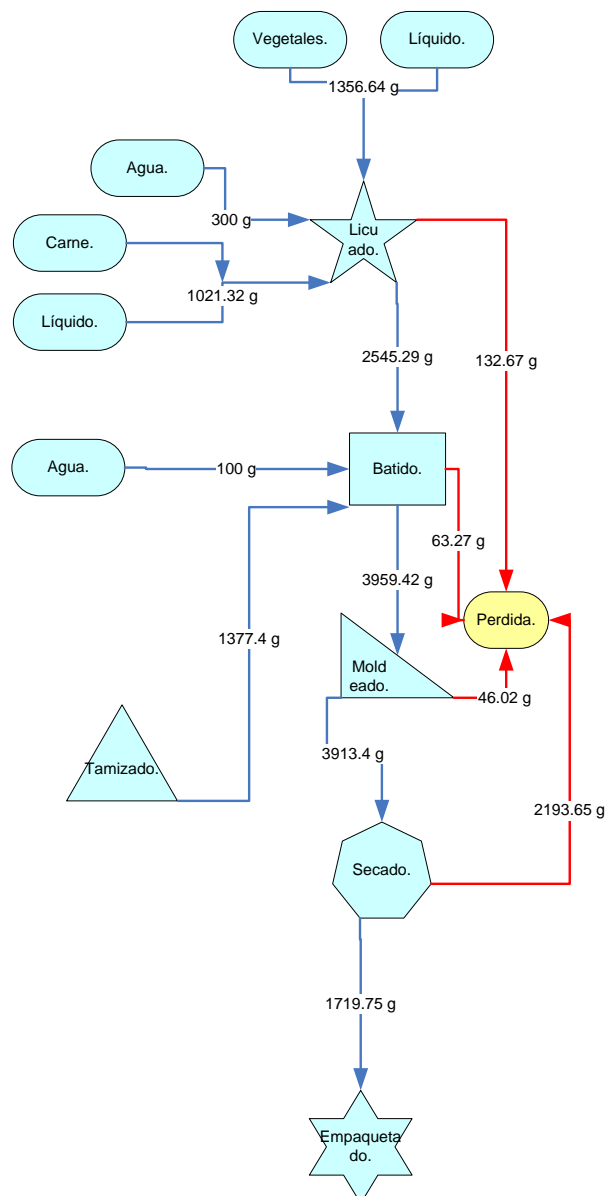 Vegetales.
Líquido.
1356.64 g
Agua.
300 g
Licu
ado.
Carne.
1021.32 g
Líquido.
2545.29 g
132.67 g
Agua.
100 g
Batido.
63.27 g
3959.42 g
Perdida.
1377.4 g
Mold
eado.
46.02 g
3913.4 g
Tamizado.
2193.65 g
Secado.
1719.75 g
Empaqueta
do.